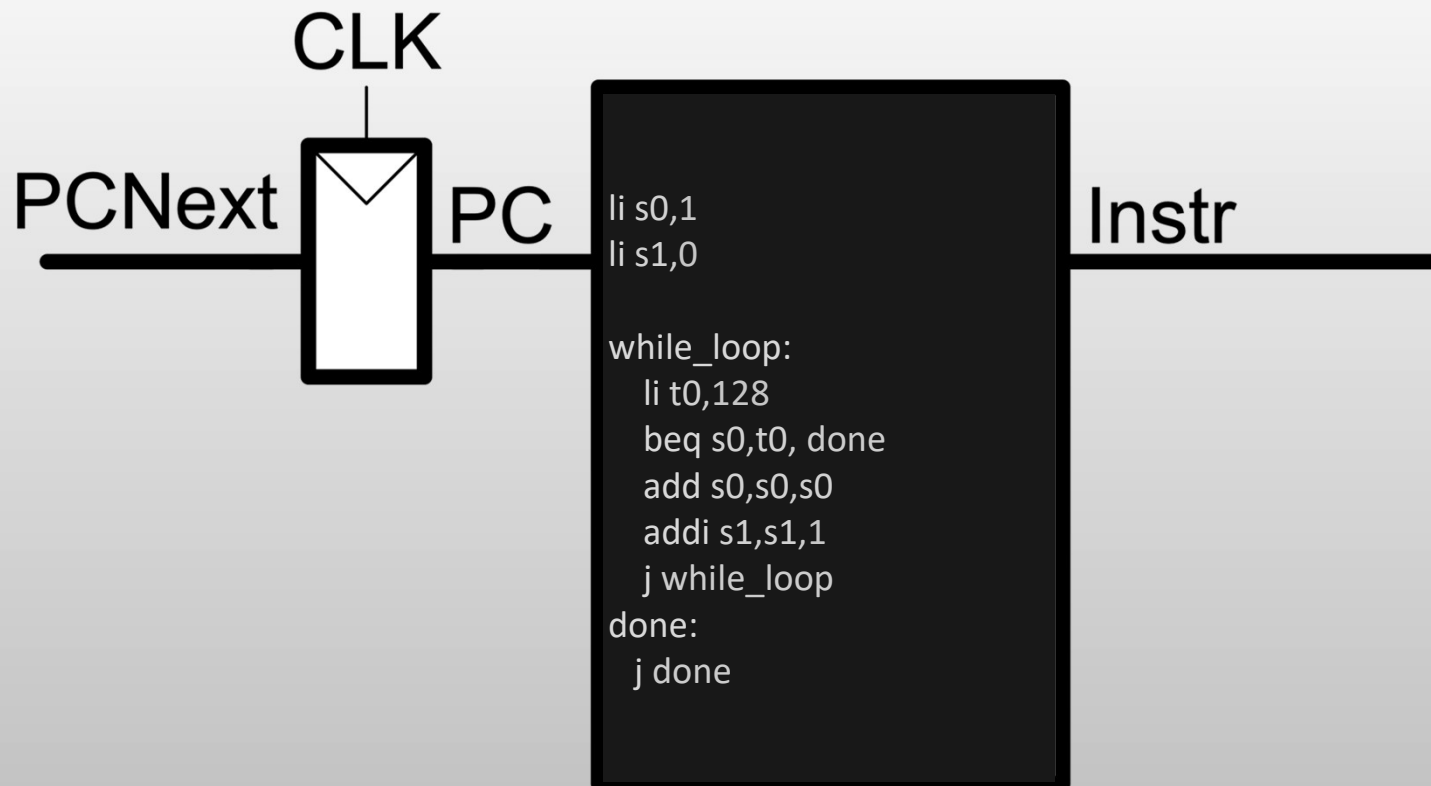 CLK
PCNext
PC
Instr
li s0,1
li s1,0
while_loop:
li t0,128
beq s0,t0, done
add s0,s0,s0
addi s1,s1,1
j while_loop
done:
j done